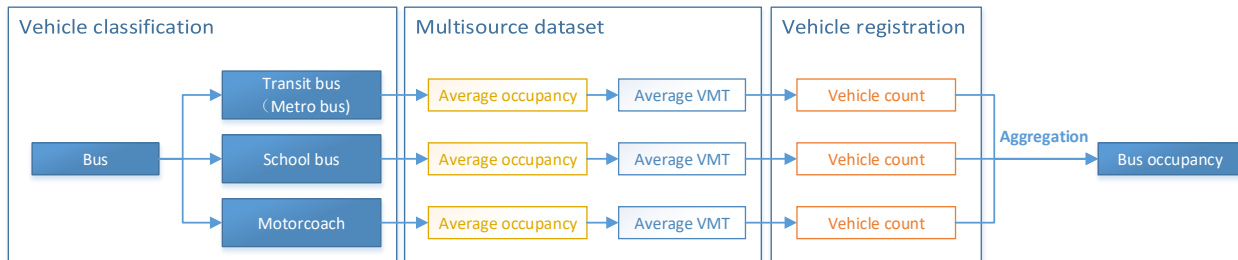 Vehicle classification
Multisource dataset
Vehicle registration
Transit bus
（Metro bus)
Average occupancy
Average VMT
Vehicle count
Bus
School bus
Average occupancy
Average VMT
Vehicle count
Aggregation
Bus occupancy
Motorcoach
Average occupancy
Average VMT
Vehicle count